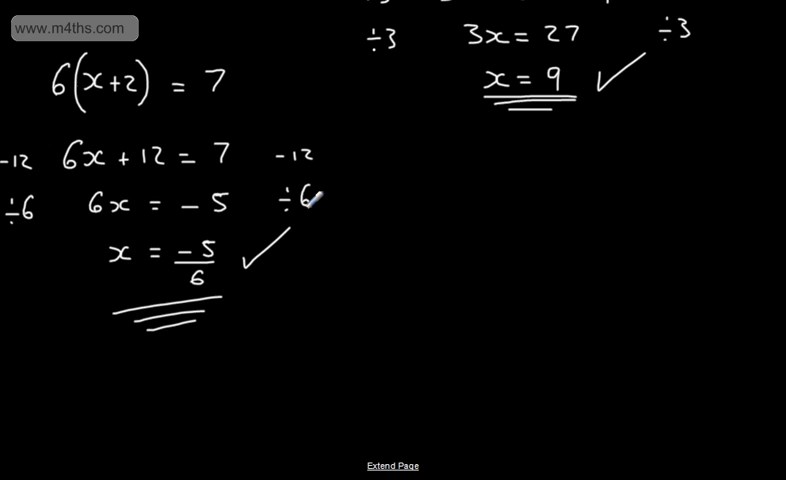 www.m4ths.com
6(x+2) = 7
-12 6x + 12 = 7 -12
÷6 6x = -5 ÷6
x = -5/6
÷3 3x = 27 ÷3
x = 9
Extend Page